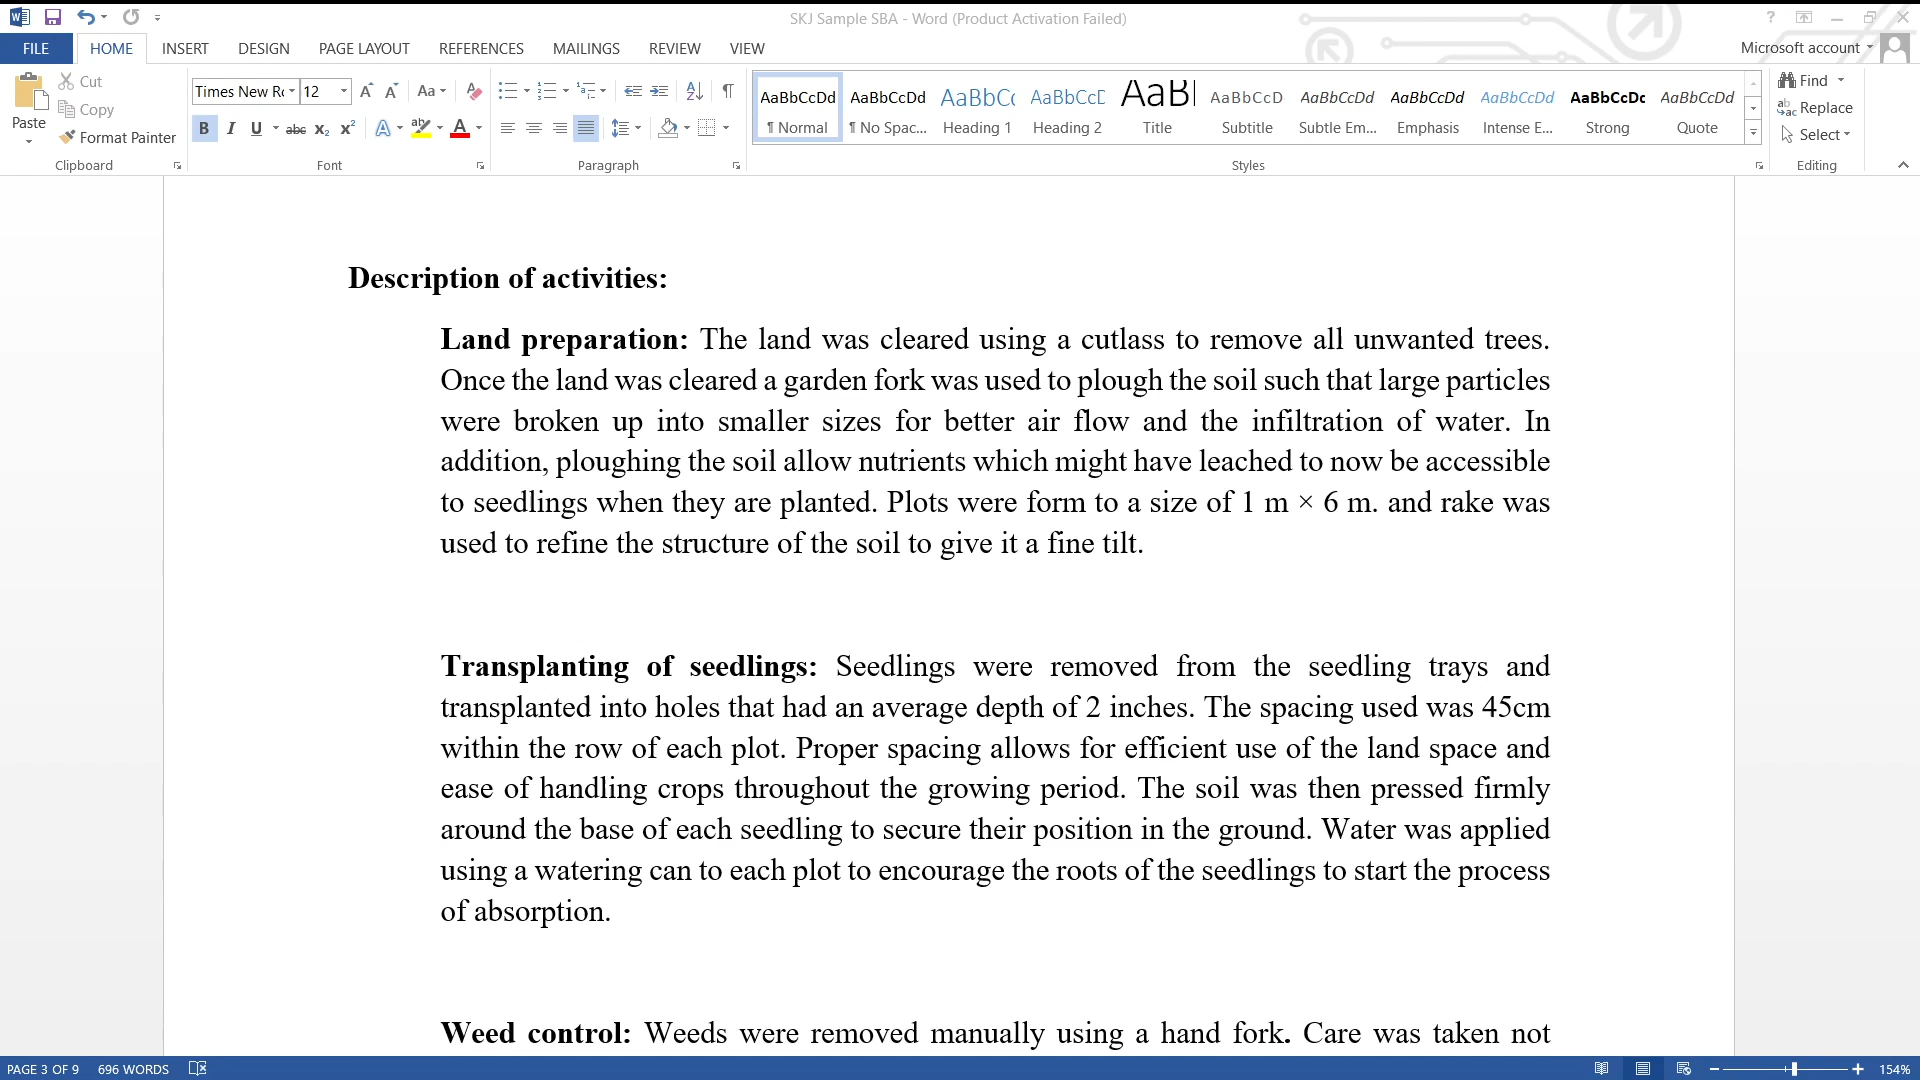 SKJ Sample SBA - Word (Product Activation Failed)
?
FILE HOME INSERT DESIGN PAGE LAYOUT REFERENCES MAILINGS REVIEW VIEW Microsoft account
Paste
Cut
Copy
Format Painter
Clipboard
Times New Ro 12
Font
Paragraph
AaBbCcDd AaBbCcDd AaBbCc AaBbCcD AaBl AaBbCcD AaBbCcDd AaBbCcDd AaBbCcDd AaBbCcDc AaBbCcDd
¶ Normal ¶ No Spac... Heading 1 Heading 2 Title Subtitle Subtle Em... Emphasis Intense E... Strong Quote
Styles
Find
Replace
Select
Editing
Description of activities:
Land preparation: The land was cleared using a cutlass to remove all unwanted trees.
Once the land was cleared a garden fork was used to plough the soil such that large particles
were broken up into smaller sizes for better air flow and the infiltration of water. In
addition, ploughing the soil allow nutrients which might have leached to now be accessible
to seedlings when they are planted. Plots were form to a size of 1 m × 6 m. and rake was
used to refine the structure of the soil to give it a fine tilt.
Transplanting of seedlings: Seedlings were removed from the seedling trays and
transplanted into holes that had an average depth of 2 inches. The spacing used was 45cm
within the row of each plot. Proper spacing allows for efficient use of the land space and
ease of handling crops throughout the growing period. The soil was then pressed firmly
around the base of each seedling to secure their position in the ground. Water was applied
using a watering can to each plot to encourage the roots of the seedlings to start the process
of absorption.
Weed control: Weeds were removed manually using a hand fork. Care was taken not
PAGE 3 OF 9 696 WORDS 154%